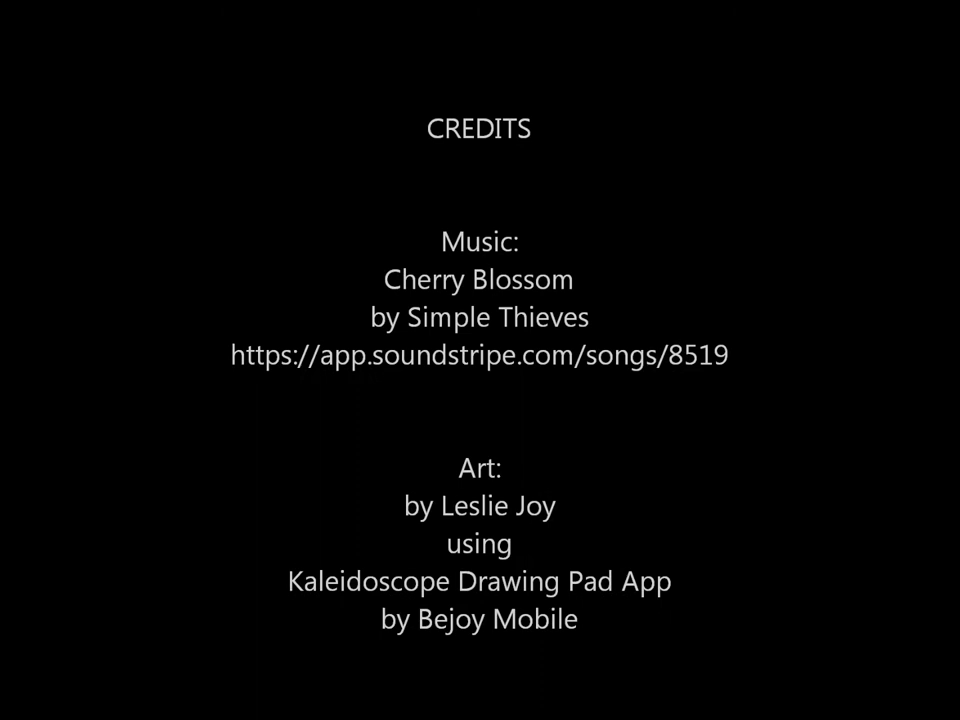 CREDITS
Music:
Cherry Blossom
by Simple Thieves
https://app.soundstripe.com/songs/8519
Art:
by Leslie Joy
using
Kaleidoscope Drawing Pad App
by Bejoy Mobile